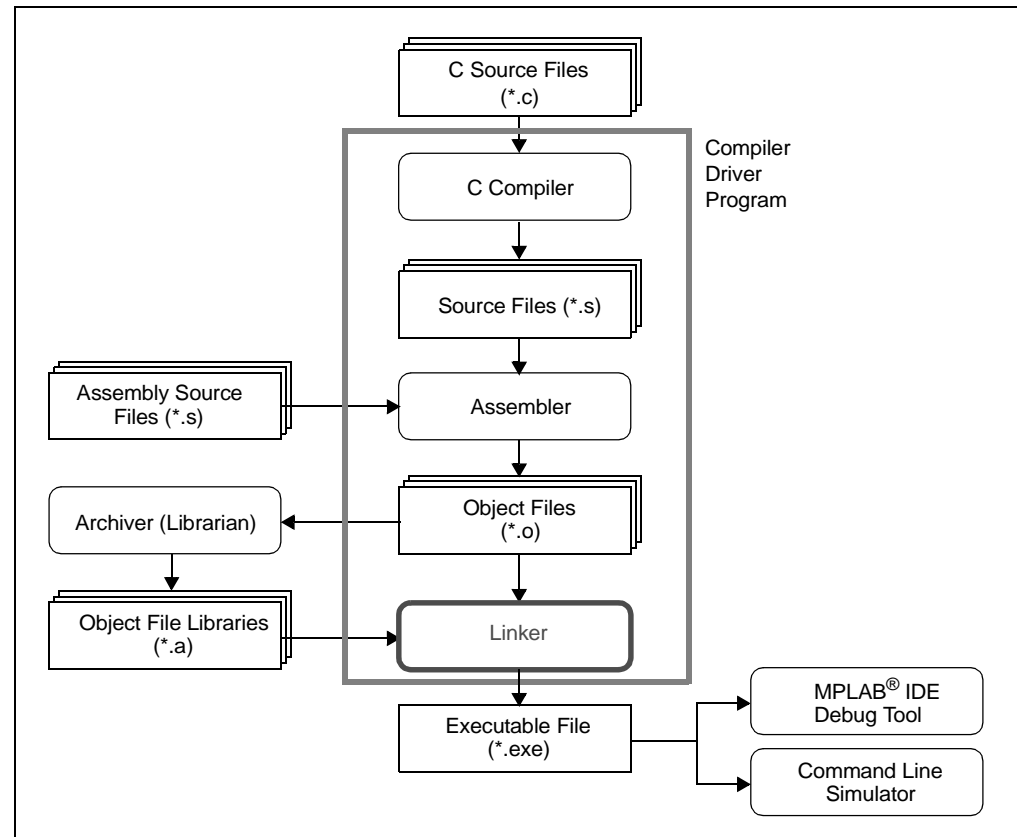 C Source Files
(*.c)
Compiler
Driver
Program
C Compiler
Source Files (*.s)
Assembly Source
Files (*.s)
Assembler
Archiver (Librarian)
Object Files
(*.o)
Object File Libraries
(*.a)
Linker
Executable File
(*.exe)
MPLAB® IDE
Debug Tool
Command Line
Simulator